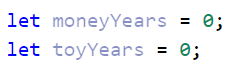 let moneyYears = 0;
let toyYears = 0;